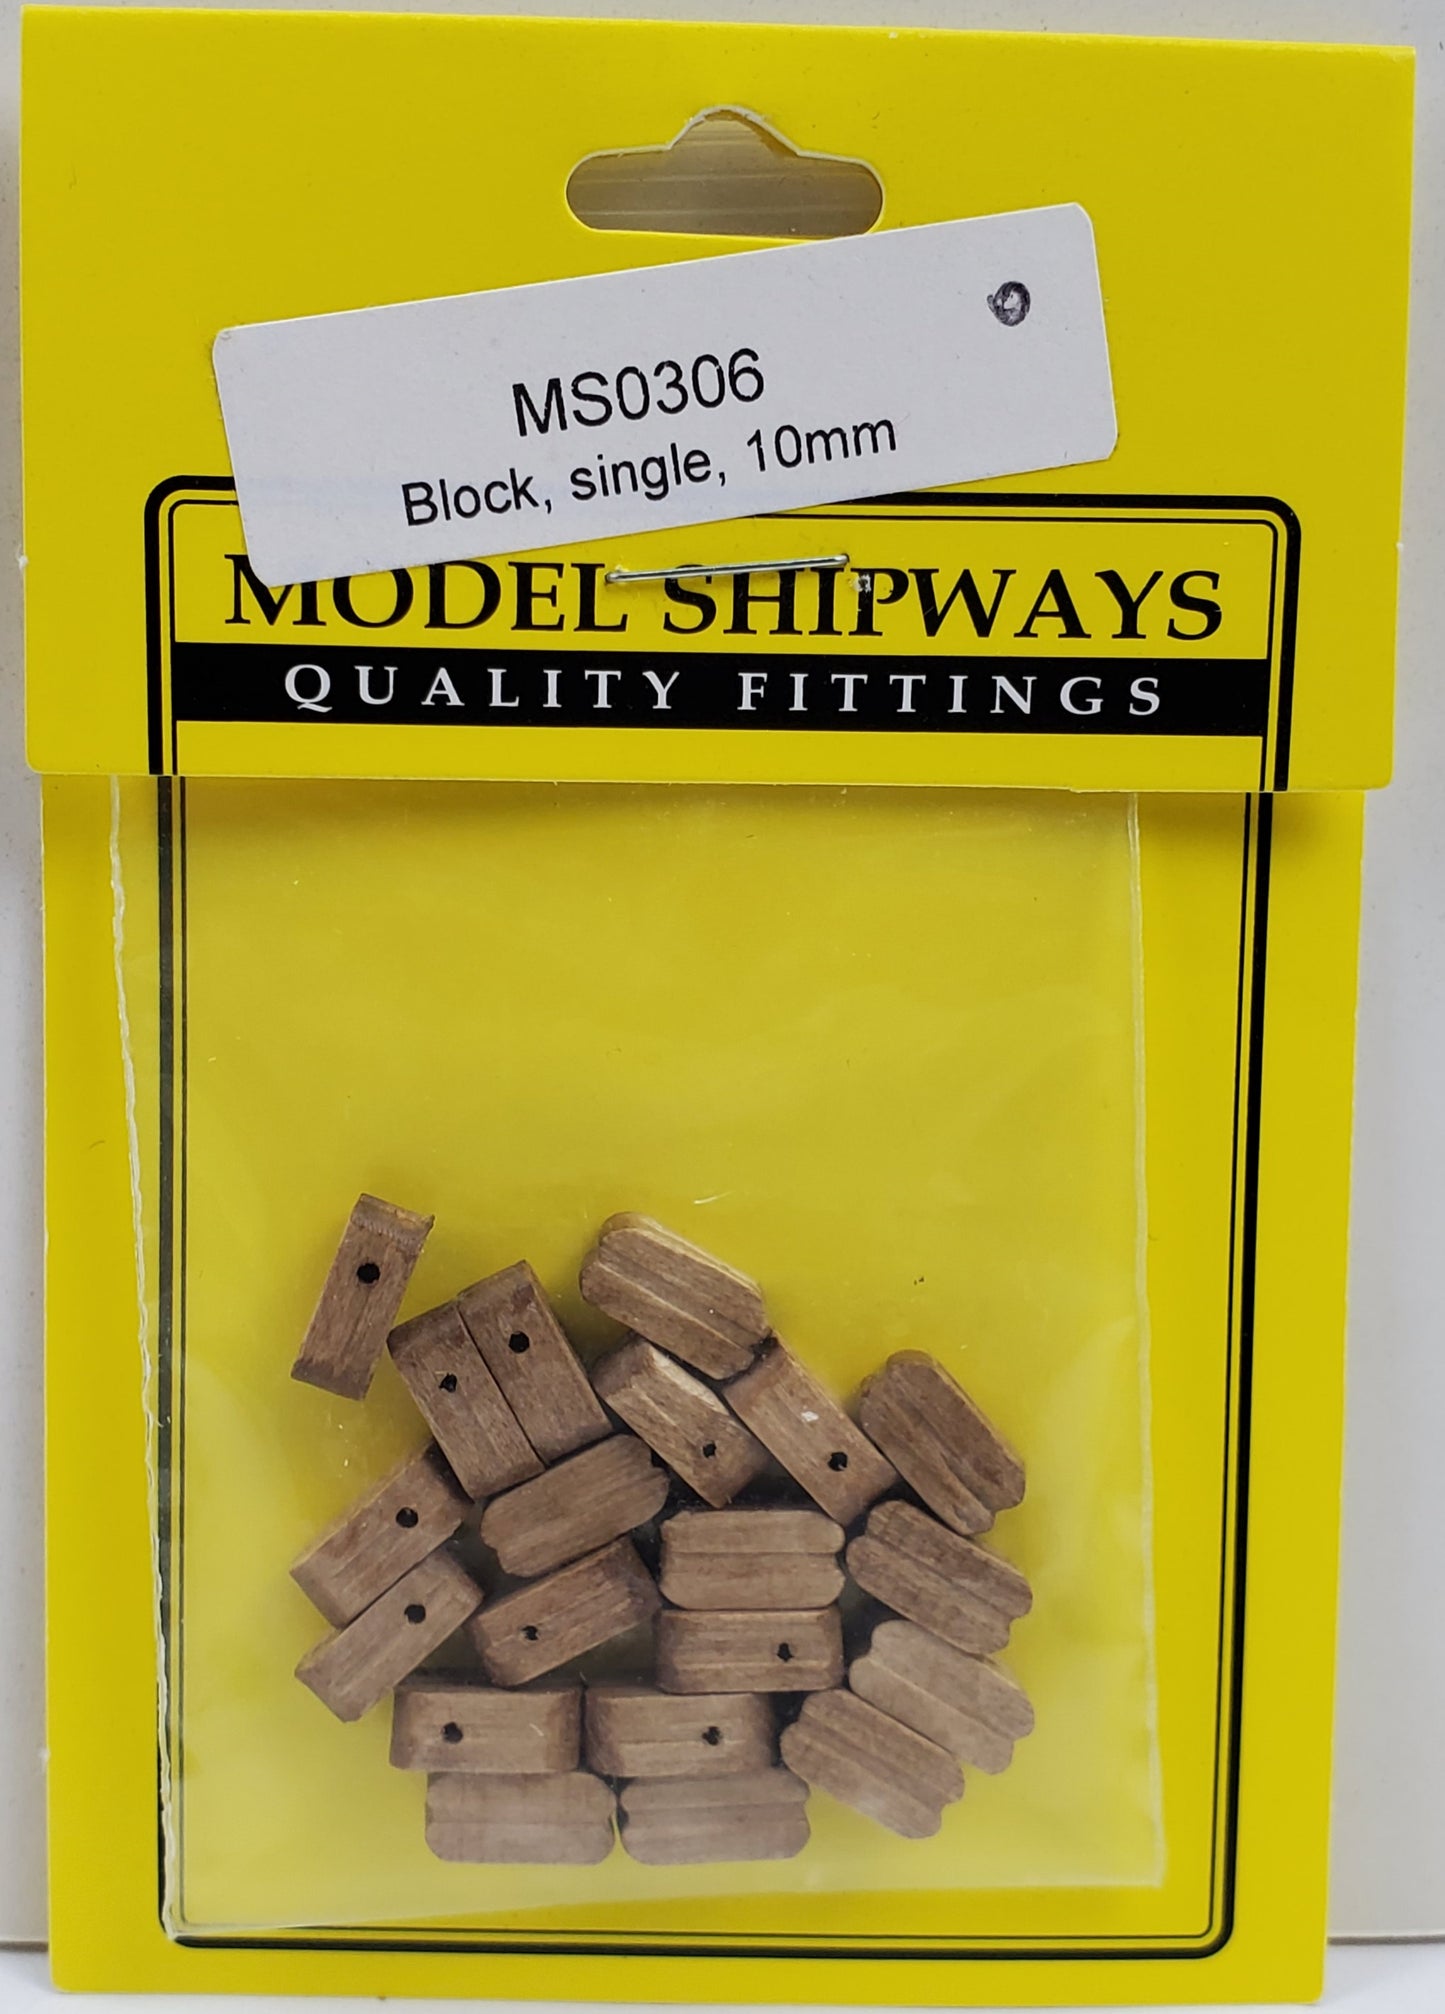 MS0306
Block, single, 10mm
MODEL SHIPWAYS
QUALITY FITTINGS